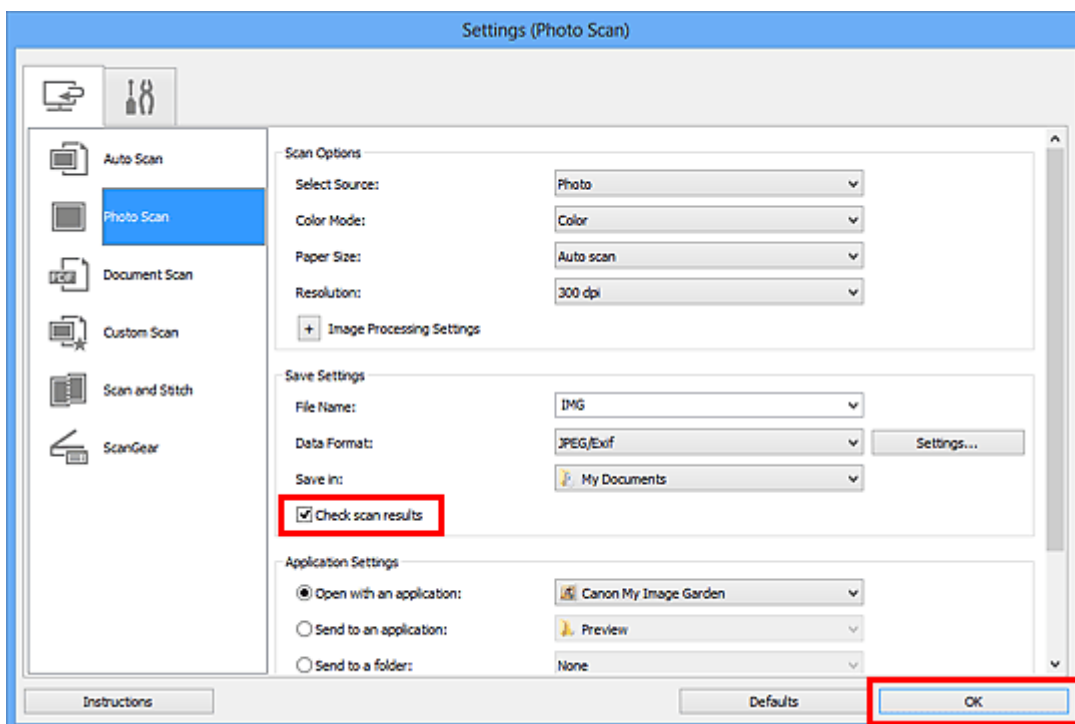 Settings (Photo Scan)
Auto Scan
Photo Scan
Document Scan
Custom Scan
Scan and Stitch
ScanGear
Scan Options
Select Source: Photo
Color Mode: Color
Paper Size: Auto scan
Resolution: 300 dpi
+ Image Processing Settings
Save Settings
File Name: IMG
Data Format: JPEG/Exif Settings...
Save in: My Documents
Check scan results
Application Settings
Open with an application: Canon My Image Garden
Send to an application: Preview
Send to a folder: None
Instructions Defaults OK